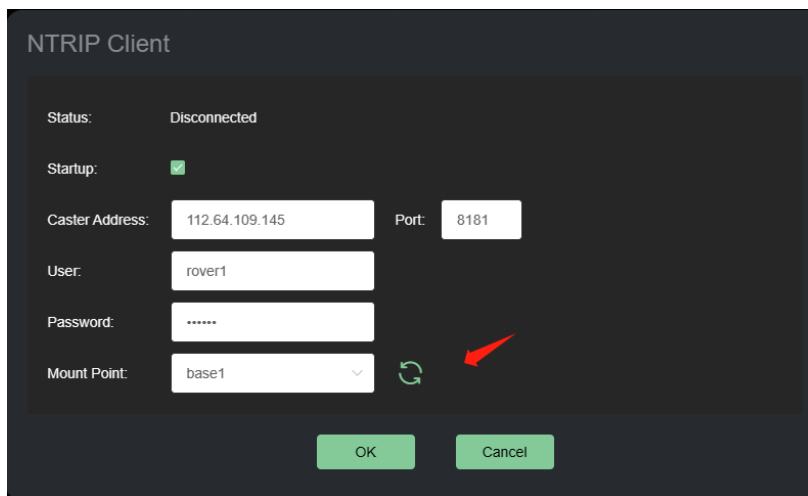 NTRIP Client
Status: Disconnected
Startup:
Caster Address: 112.64.109.145 Port: 8181
User: rover1
Password: ••••••
Mount Point: base1
OK Cancel